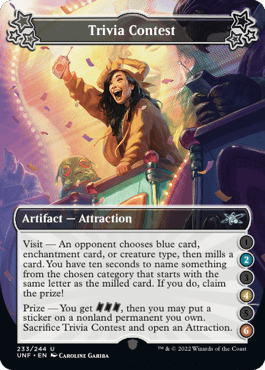 Trivia Contest
Artifact — Attraction
Visit — An opponent chooses blue card,
enchantment card, or creature type, then mills a
card. You have ten seconds to name something
from the chosen category that starts with the
same letter as the milled card. If you do, claim
the prize!
Prize — You get, then you may put a
sticker on a nonland permanent you own.
Sacrifice Trivia Contest and open an Attraction.
1
2
3
4
5
6
233/244 U
UNF • EN CAROLINE GARIBA
™ & © 2022 Wizards of the Coast